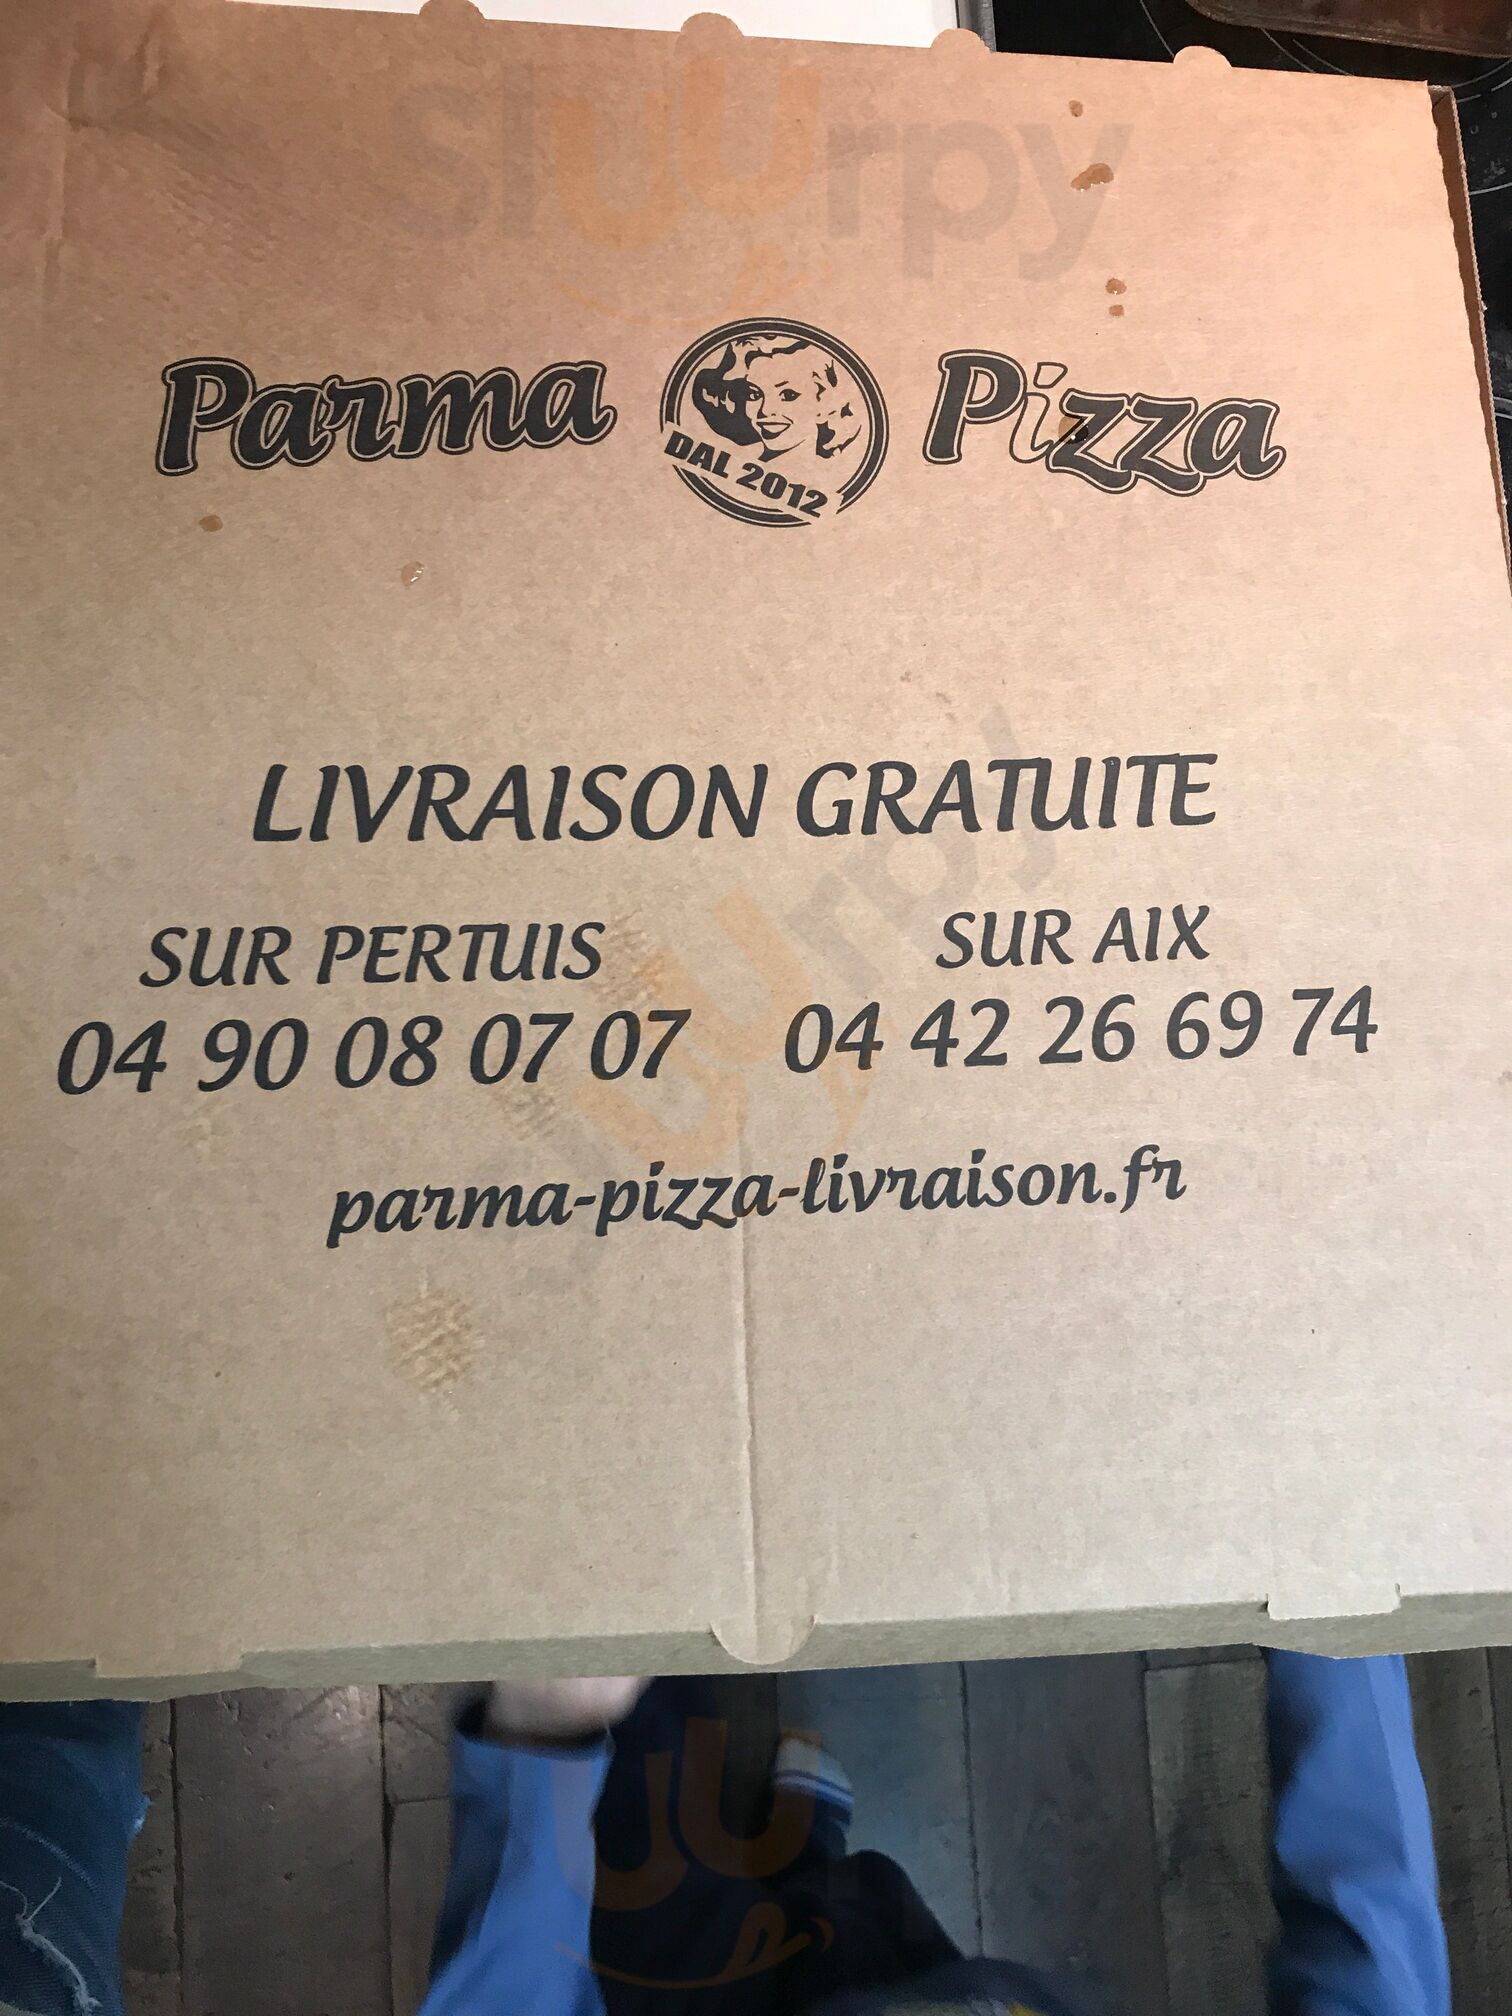 sluurpy
Parma DAL 2012 Pizza
LIVRAISON GRATUITE
SUR PERTUIS SUR AIX
04 90 08 07 07 04 42 26 69 74
parma-pizza-livraison.fr